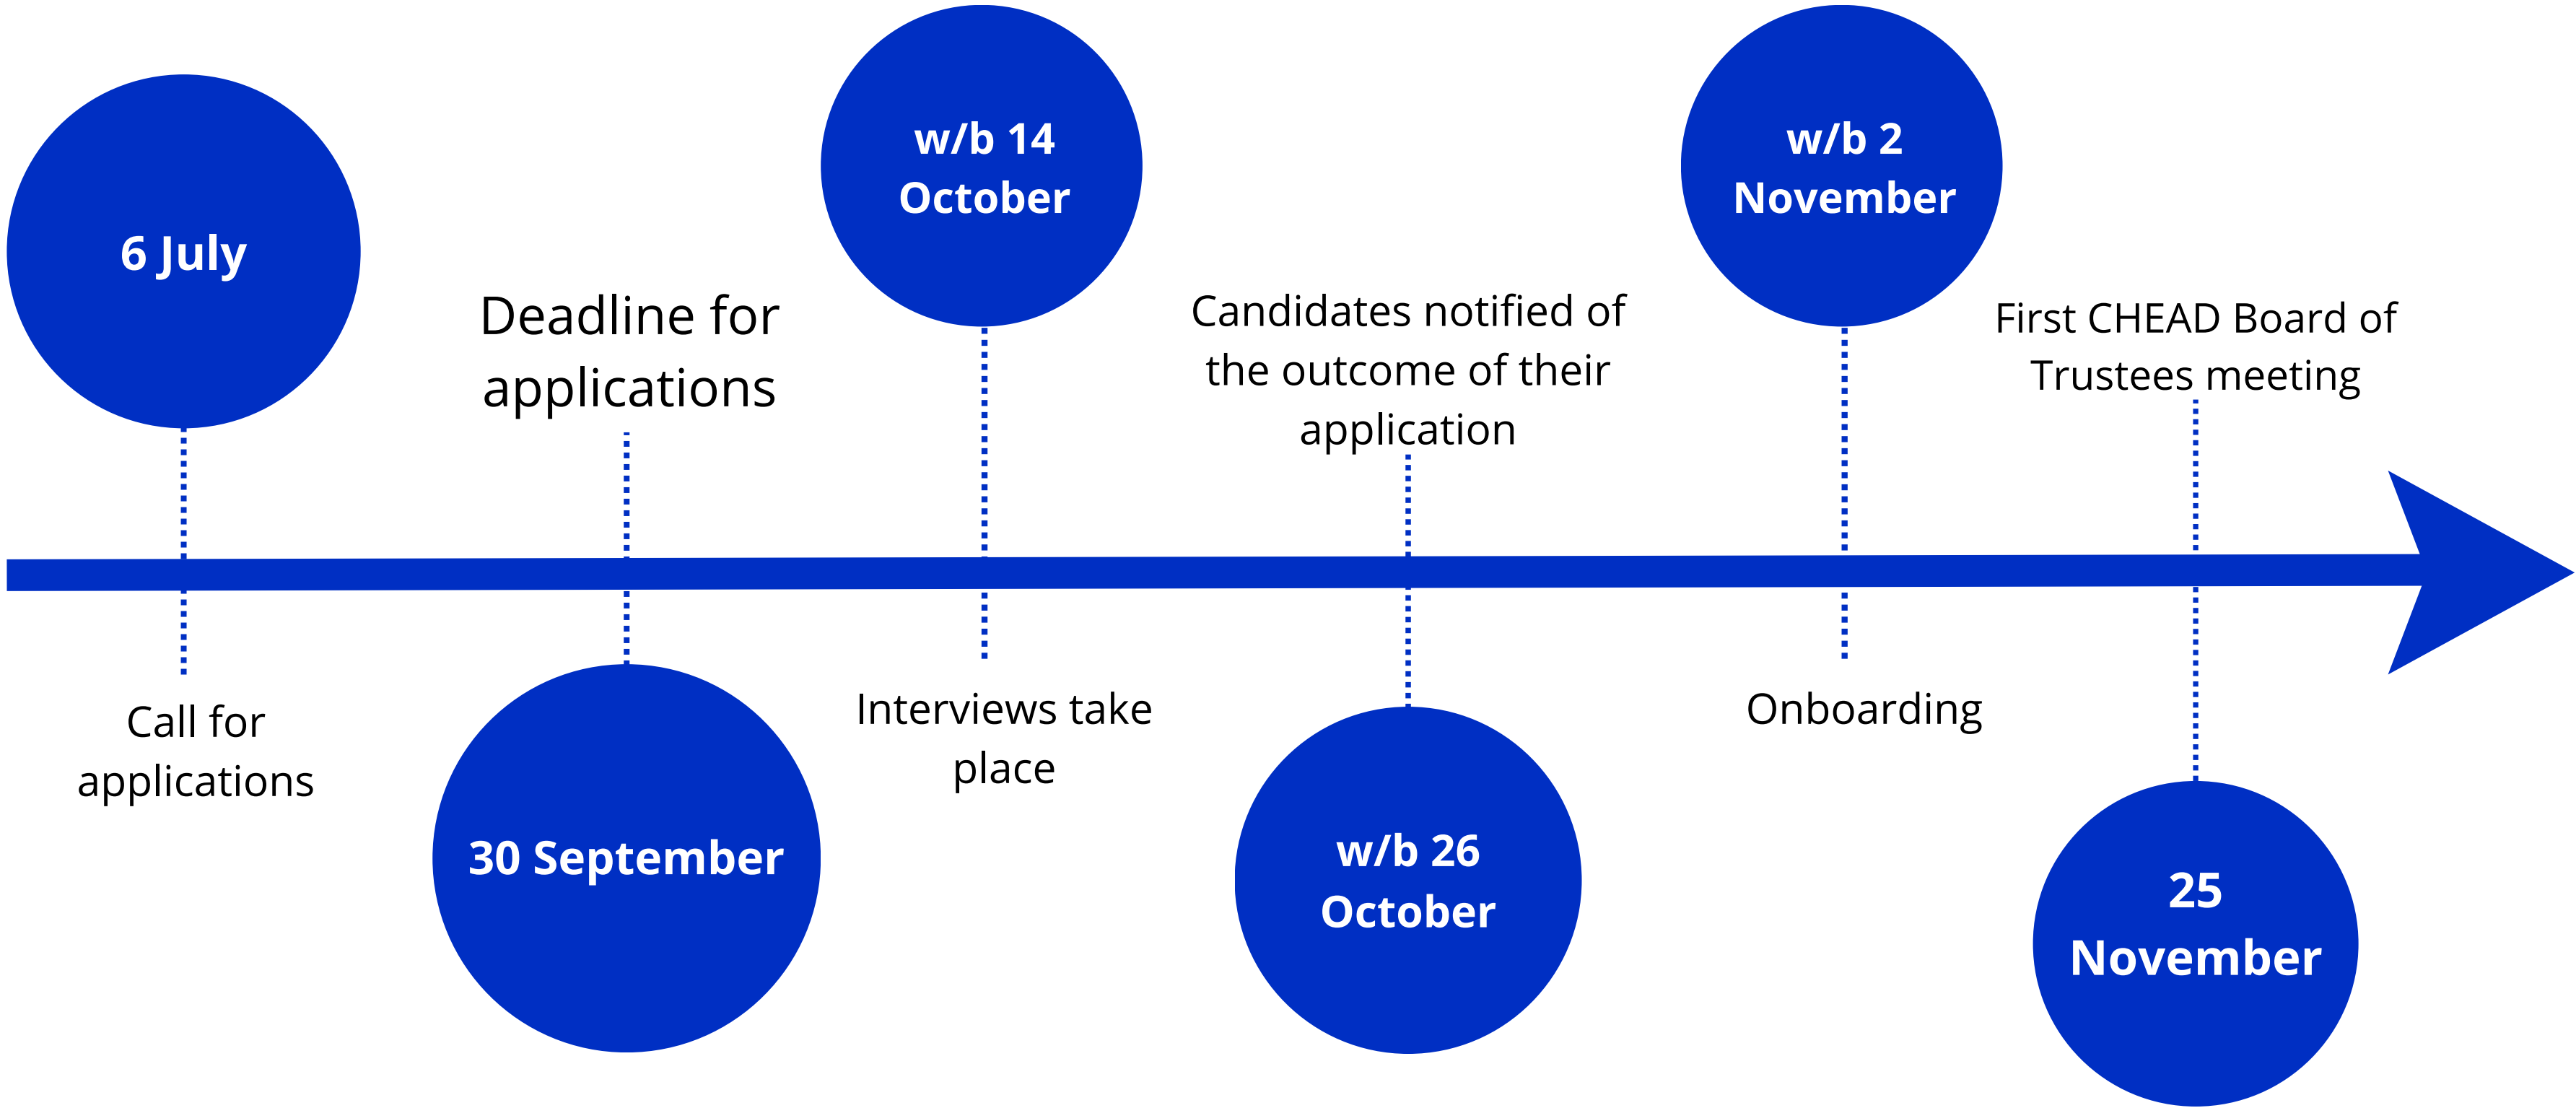 6 July
Call for
applications
Deadline for
applications
30 September
w/b 14
October
Interviews take
place
Candidates notified of
the outcome of their
application
w/b 26
October
w/b 2
November
Onboarding
First CHEAD Board of
Trustees meeting
25
November